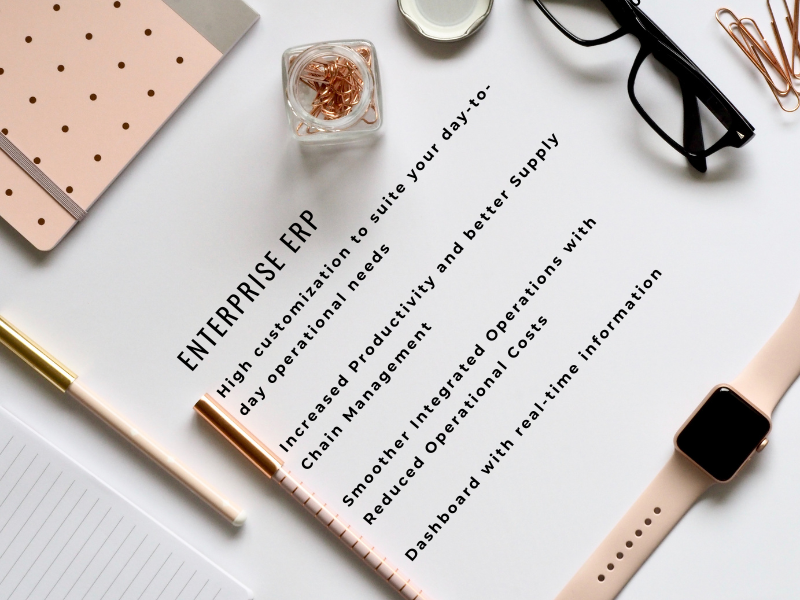 ENTERPRISE ERP
High customization to suite your day-to-
day operational needs
Increased Productivity and better Supply
Chain Management
Smoother Integrated Operations with
Reduced Operational Costs
Dashboard with real-time information